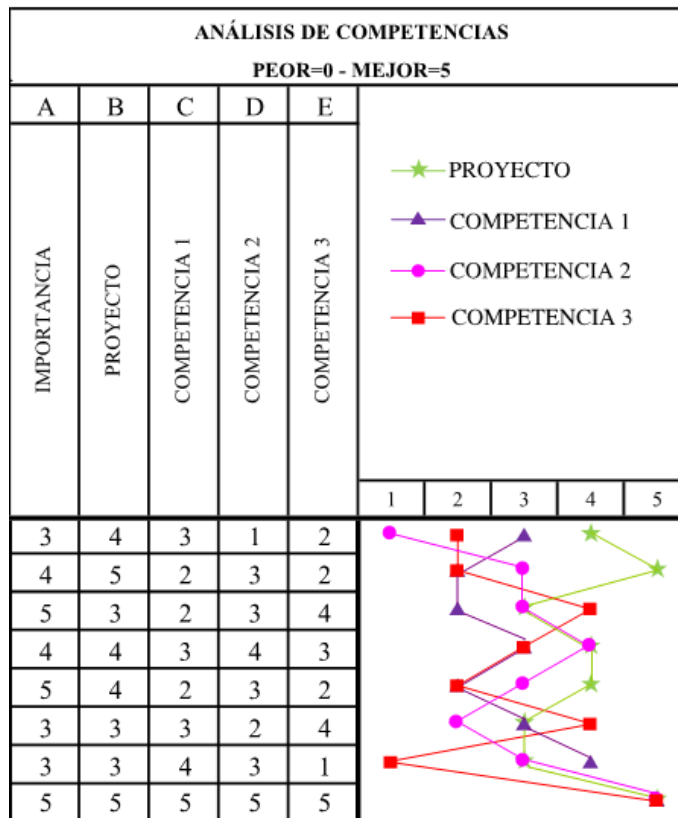 ANÁLISIS DE COMPETENCIAS
PEOR=0 - MEJOR=5
A B C D E
IMPORTANCIA
PROYECTO
COMPETENCIA 1
COMPETENCIA 2
COMPETENCIA 3
PROYECTO
COMPETENCIA 1
COMPETENCIA 2
COMPETENCIA 3
1 2 3 4 5
3 4 3 1 2
4 5 2 3 2
5 3 2 3 4
4 4 3 4 3
5 4 2 3 2
3 3 3 2 4
3 3 4 3 1
5 5 5 5 5